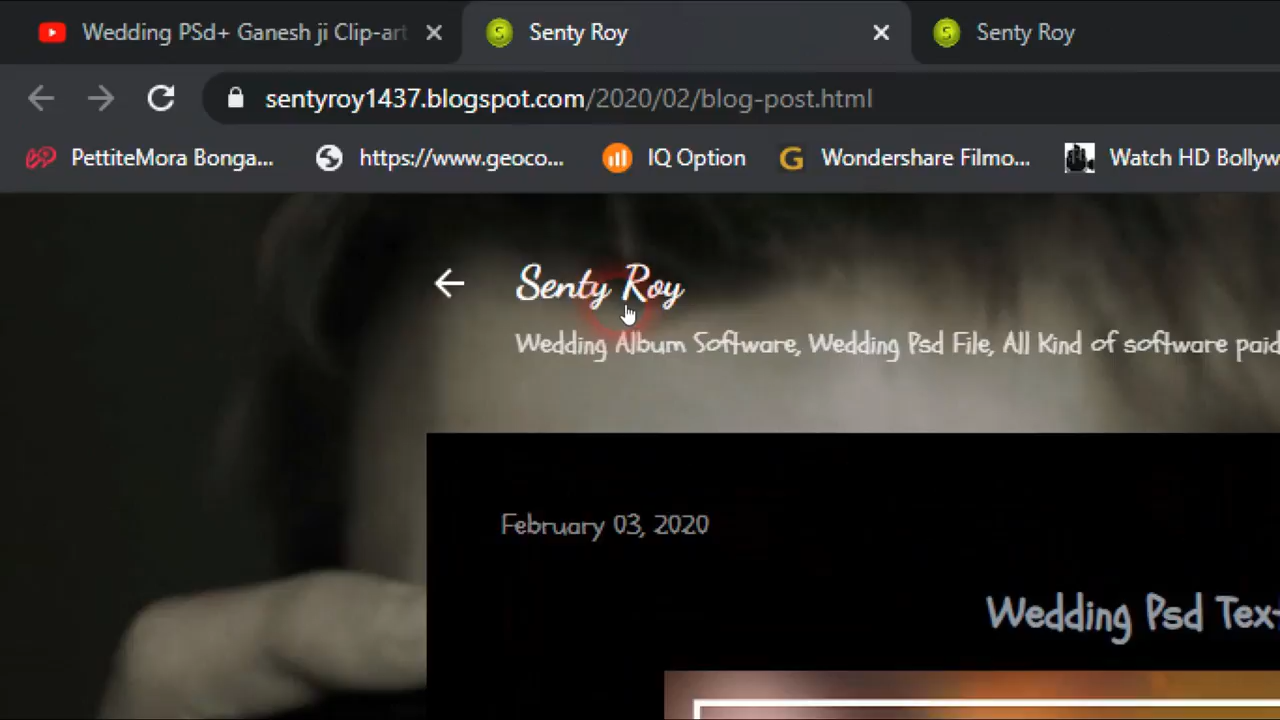 Wedding PSd+ Ganesh ji Clip-art
Senty Roy
Senty Roy
sentyroy1437.blogspot.com/2020/02/blog-post.html
PettiteMora Bonga...
https://www.geoco...
IQ Option
Wondershare Filmo...
Watch HD Bollyw
Senty Roy
Wedding Album Software, Wedding Psd File, All Kind of software paid
February 03, 2020
Wedding Psd Tex